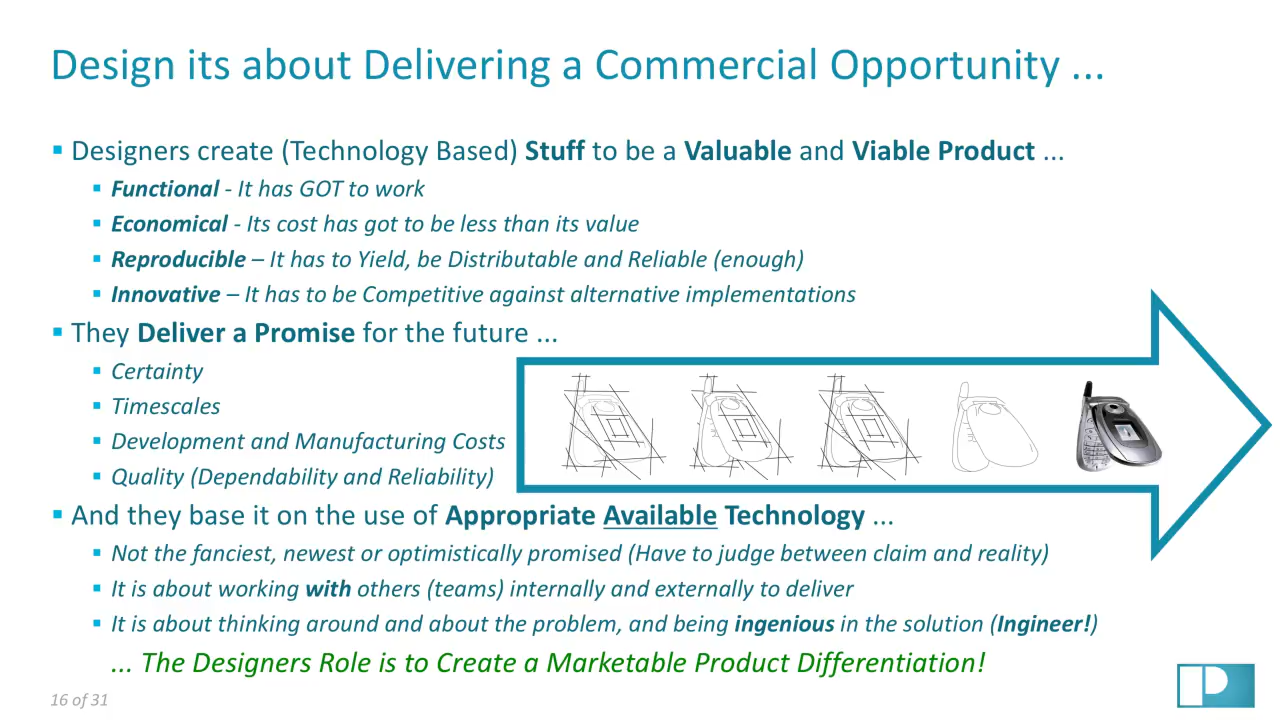 Design its about Delivering a Commercial Opportunity ...
▪ Designers create (Technology Based) Stuff to be a Valuable and Viable Product ...
▪ Functional - It has GOT to work
▪ Economical - Its cost has got to be less than its value
▪ Reproducible – It has to Yield, be Distributable and Reliable (enough)
▪ Innovative – It has to be Competitive against alternative implementations
▪ They Deliver a Promise for the future ...
▪ Certainty
▪ Timescales
▪ Development and Manufacturing Costs
▪ Quality (Dependability and Reliability)
▪ And they base it on the use of Appropriate Available Technology ...
▪ Not the fanciest, newest or optimistically promised (Have to judge between claim and reality)
▪ It is about working with others (teams) internally and externally to deliver
▪ It is about thinking around and about the problem, and being ingenious in the solution (Ingineer!)
... The Designers Role is to Create a Marketable Product Differentiation!
16 of 31